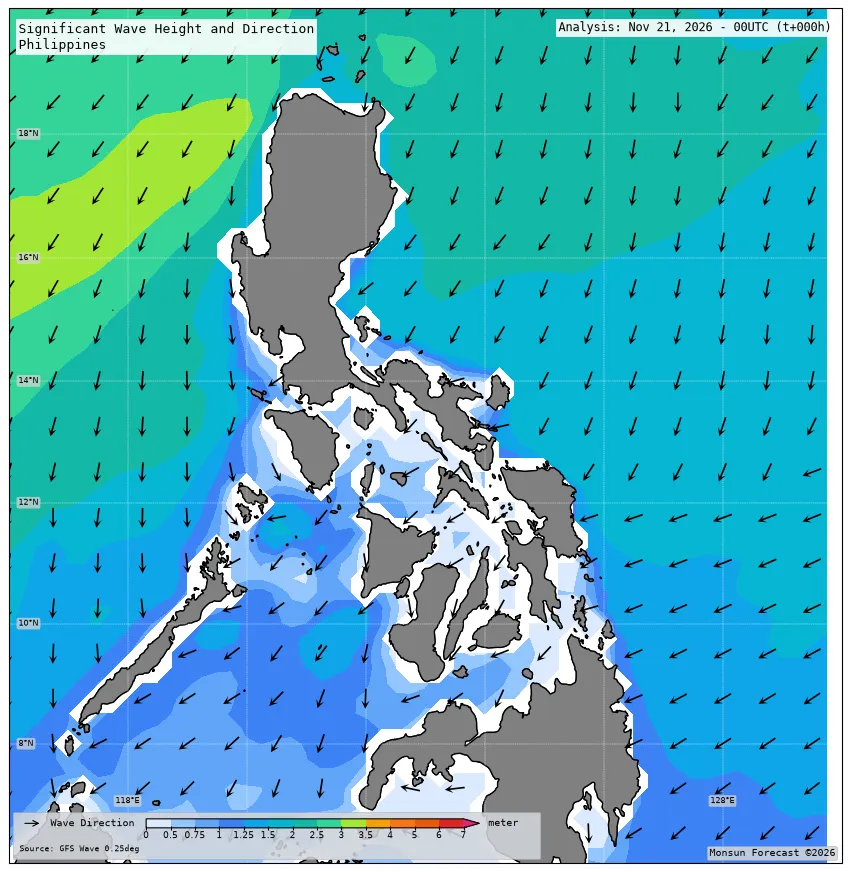 Significant Wave Height and Direction
Philippines
Analysis: Nov 21, 2026 - 00UTC (t+000h)
18°N
16°N
14°N
12°N
10°N
8°N
118°E
128°E
Wave Direction
meter
0 0.5 0.75 1 1.25 1.5 2 2.5 3 3.5 4 5 6 7
Source: GFS Wave 0.25deg
Monsun Forecast ©2026